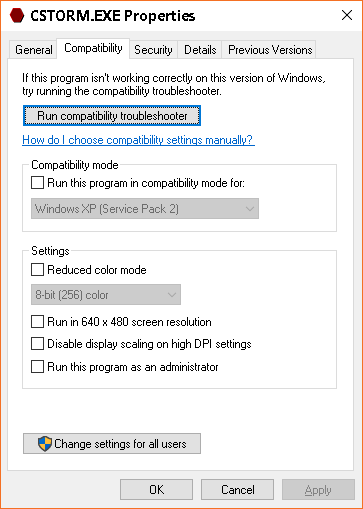 CSTORM.EXE Properties
General Compatibility Security Details Previous Versions
If this program isn't working correctly on this version of Windows,
try running the compatibility troubleshooter.
Run compatibility troubleshooter
How do I choose compatibility settings manually?
Compatibility mode
Run this program in compatibility mode for:
Windows XP (Service Pack 2)
Settings
Reduced color mode
8-bit (256) color
Run in 640 x 480 screen resolution
Disable display scaling on high DPI settings
Run this program as an administrator
Change settings for all users
OK Cancel Apply